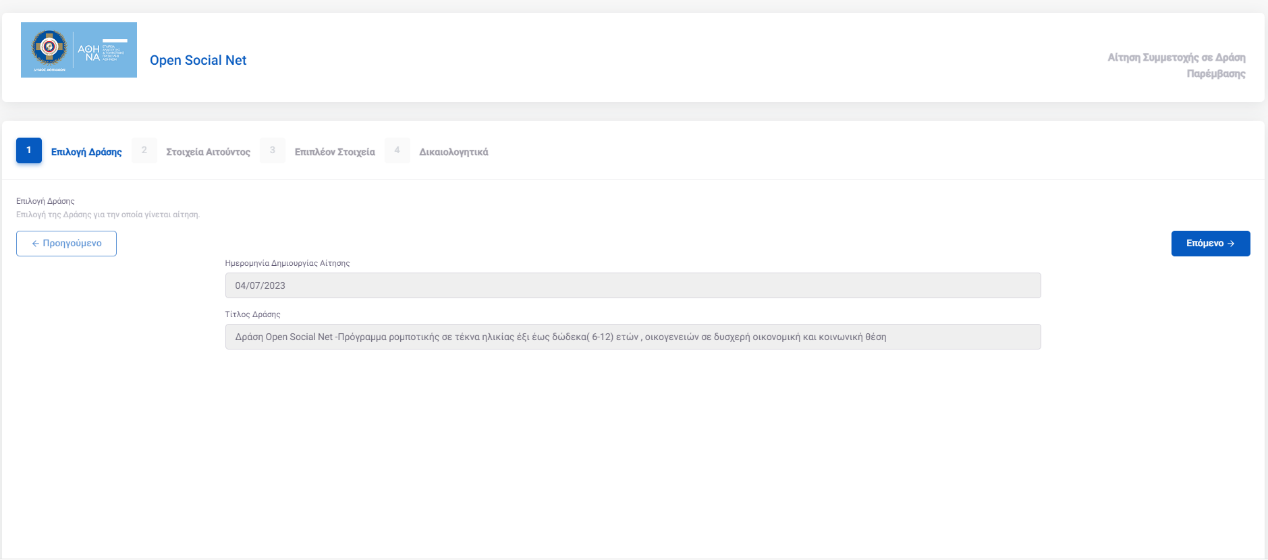 ΑΘΗ
ΝΑ
Open Social Net
Αίτηση Συμμετοχής σε Δράση
Παρέμβασης
1 Επιλογή Δράσης 2 Στοιχεία Αιτούντος 3 Επιπλέον Στοιχεία 4 Δικαιολογητικά
Επιλογή Δράσης
Επιλογή της Δράσης για την οποία γίνεται αίτηση.
← Προηγούμενο
Επόμενο →
Ημερομηνία Δημιουργίας Αίτησης
04/07/2023
Τίτλος Δράσης
Δράση Open Social Net -Πρόγραμμα ρομποτικής σε τέκνα ηλικίας έξι έως δώδεκα( 6-12) ετών , οικογενειών σε δυσχερή οικονομική και κοινωνική θέση